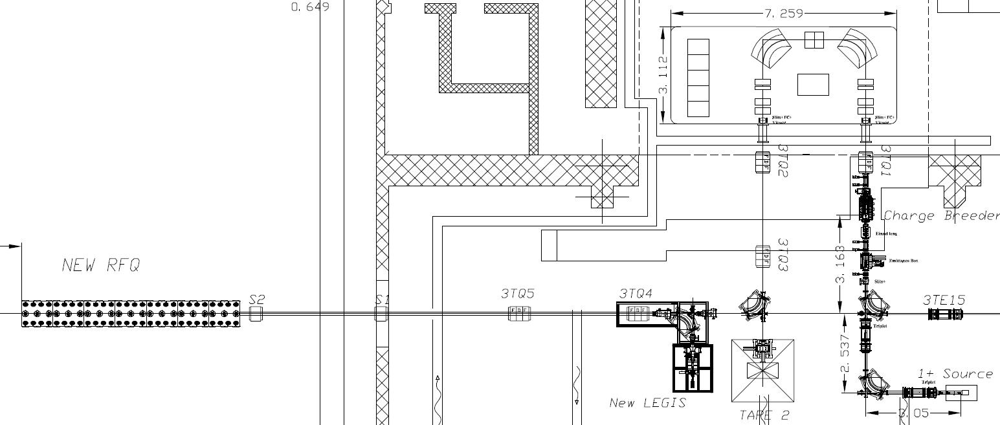 0. 649
7. 259
3. 112
Slits+ FC+
Viewer
Slits+ FC+
Viewer
3TQ2
F D F
3TQ1
F D F
Charge Breeder
Einzel lens
3TQ3
F D F
Emittance Box
3. 163
Slits+
NEW RFQ
S2
S1
3TQ5
F D F
3TQ4
F D F
3TE15
Triplet
2. 537
1+ Source
Triplet
New LEGIS
TAPE 2
3. 05